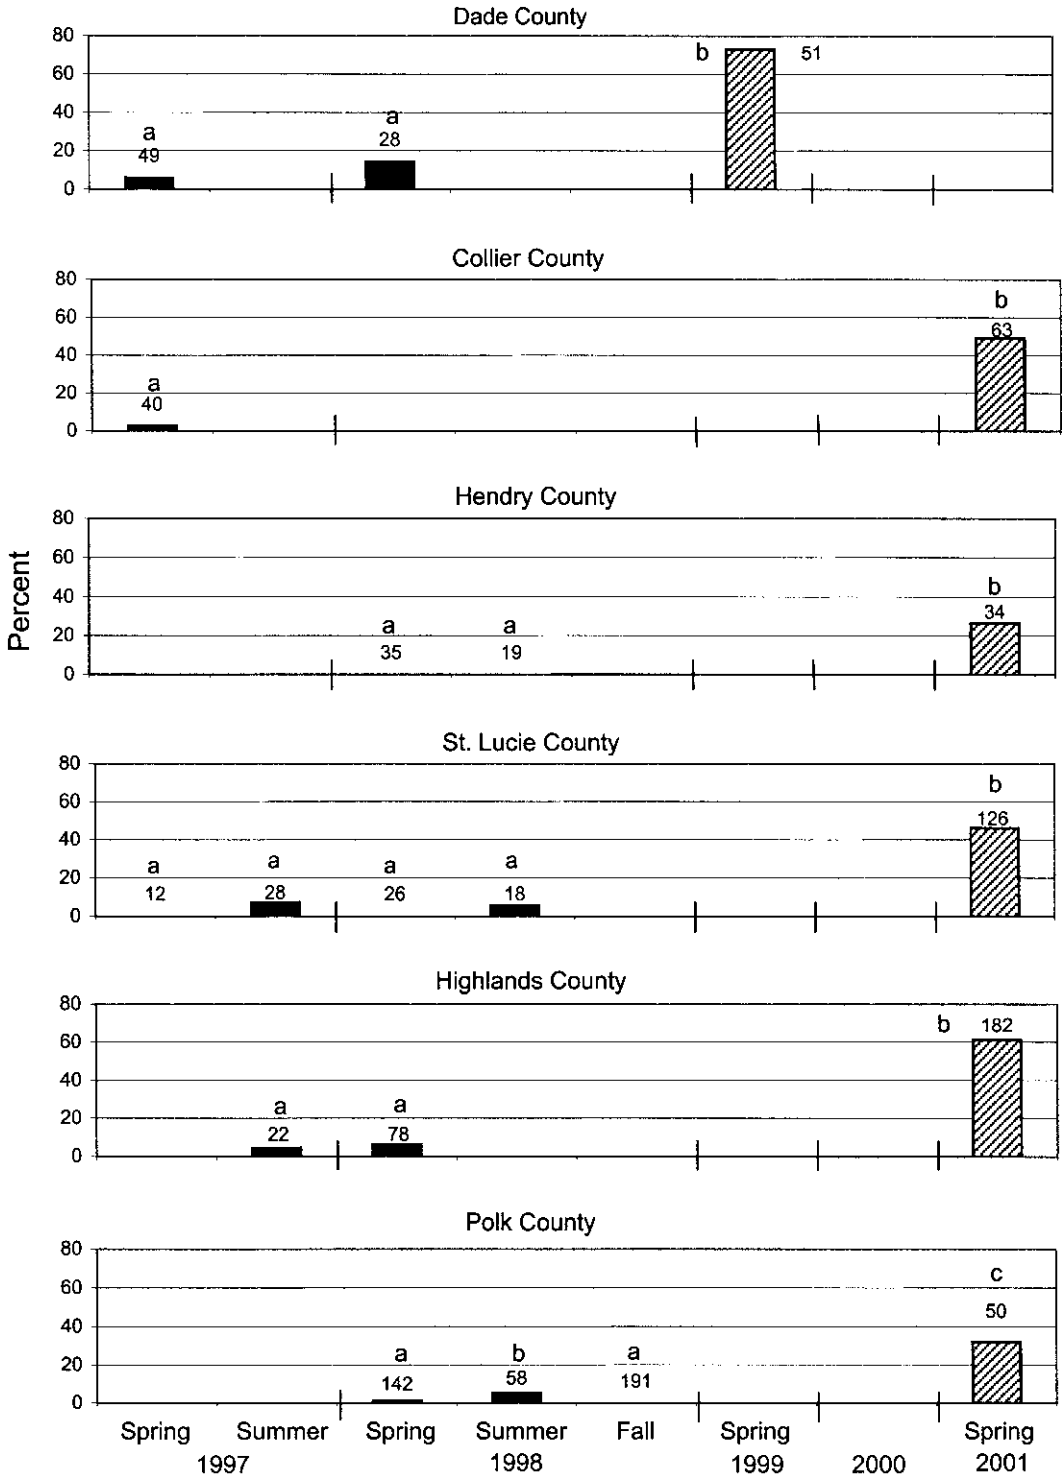 Dade County
80
60
40
20
0
a
49
a
28
b
51
Collier County
80
60
40
20
0
a
40
b
63
Hendry County
80
60
40
20
0
a
35
a
19
b
34
Percent
St. Lucie County
80
60
40
20
0
a
12
a
28
a
26
a
18
b
126
Highlands County
80
60
40
20
0
a
22
a
78
b
182
Polk County
80
60
40
20
0
a
142
b
58
a
191
c
50
Spring Summer Spring Summer Fall Spring Spring
1997 1998 1999 2000 2001